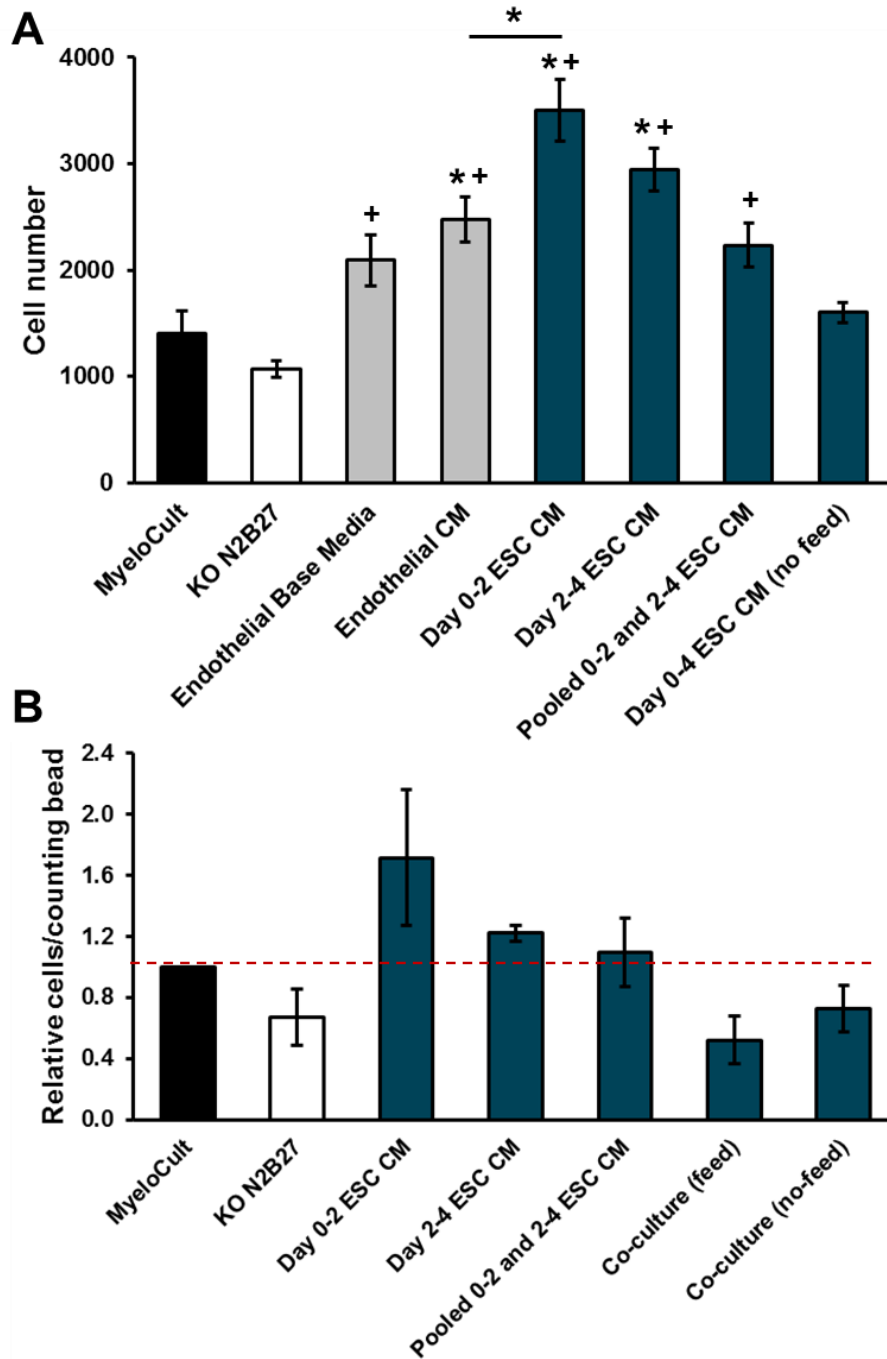 A
*
4000
* +
* +
3000
* +
+
+
2000
1000
0
Cell number
MyeloCult
KO N2B27
Endothelial Base Media
Endothelial CM
Day 0-2 ESC CM
Day 2-4 ESC CM
Pooled 0-2 and 2-4 ESC CM
Day 0-4 ESC CM (no feed)
B
2.4
2.0
1.6
1.2
0.8
0.4
0.0
Relative cells/counting bead
MyeloCult
KO N2B27
Day 0-2 ESC CM
Day 2-4 ESC CM
Pooled 0-2 and 2-4 ESC CM
Co-culture (feed)
Co-culture (no-feed)